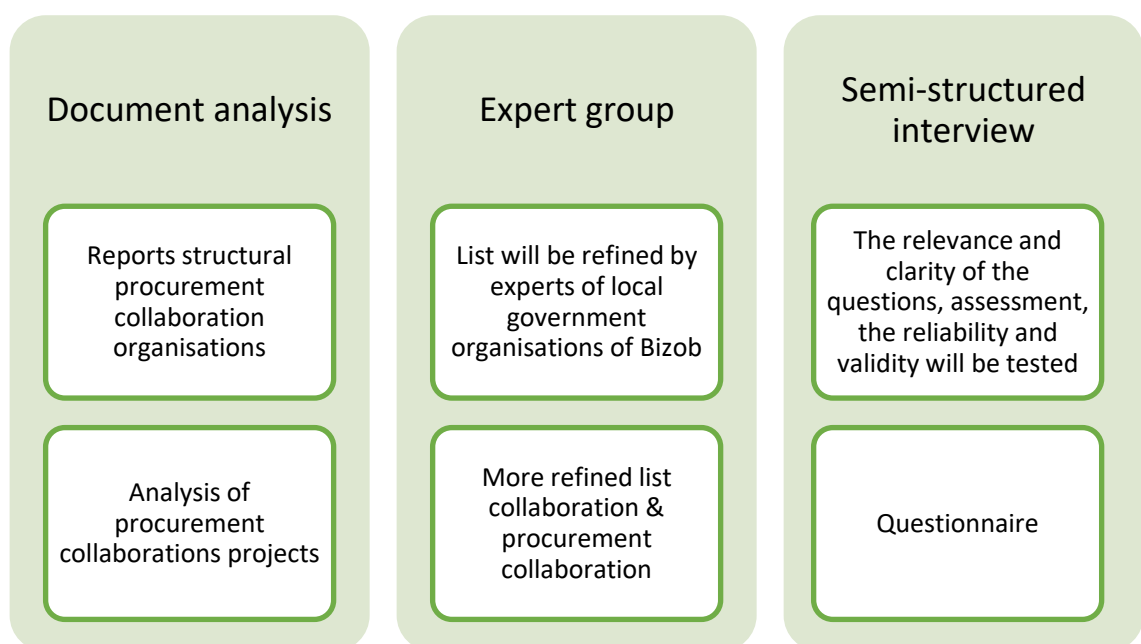 Document analysis
Reports structural
procurement
collaboration
organisations
Analysis of
procurement
collaborations projects
Expert group
List will be refined by
experts of local
government
organisations of Bizob
More refined list
collaboration &
procurement
collaboration
Semi-structured
interview
The relevance and
clarity of the
questions, assessment,
the reliability and
validity will be tested
Questionnaire